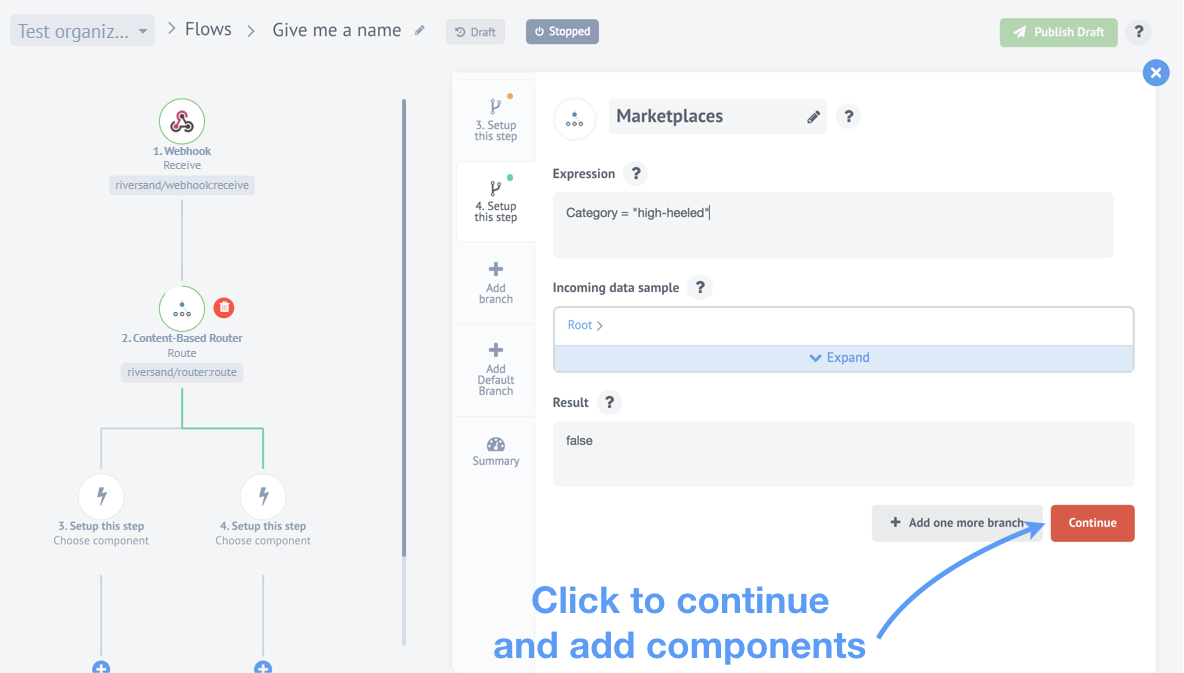 Test organiz...
Flows
Give me a name
Draft
Stopped
Publish Draft
?
1. Webhook
Receive
riversand/webhook:receive
2. Content-Based Router
Route
riversand/router:route
3. Setup this step
Choose component
4. Setup this step
Choose component
3. Setup
this step
4. Setup
this step
Add
branch
Add
Default
Branch
Summary
Marketplaces
?
Expression
?
Category = "high-heeled"
Incoming data sample
?
Root
Expand
Result
?
false
Add one more branch
Continue
Click to continue
and add components